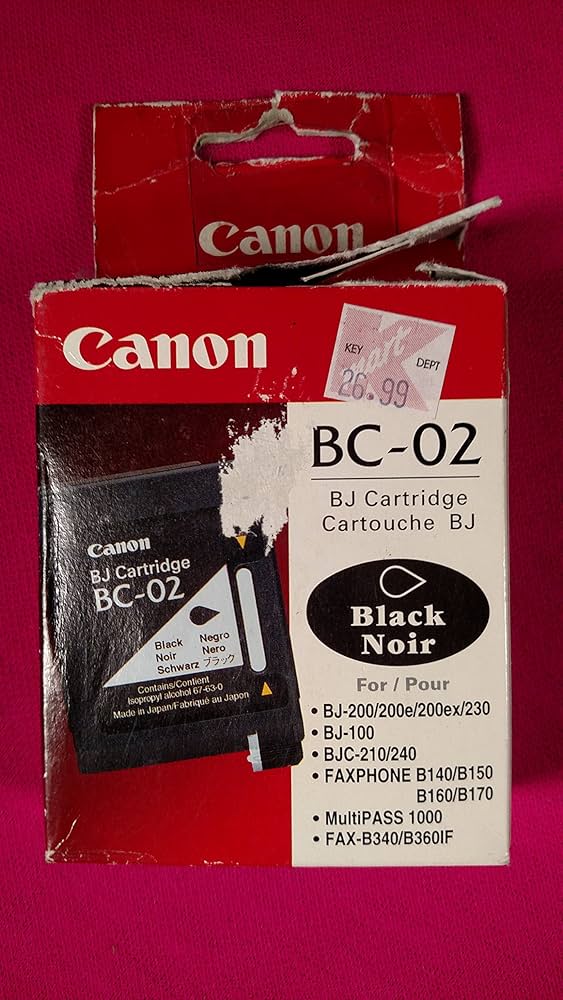 Canon
Canon
KEY
mart
DEPT
26.99
BC-02
BJ Cartridge
Cartouche BJ
Canon
BJ Cartridge
BC-02
Black Negro
Noir Nero
Schwarz ブラック
Contains/Contient
Isopropyl alcohol 67-63-0
Made in Japan/Fabriqué au Japon
Black
Noir
For / Pour
• BJ-200/200e/200ex/230
• BJ-100
• BJC-210/240
• FAXPHONE B140/B150
B160/B170
• MultiPASS 1000
• FAX-B340/B360IF